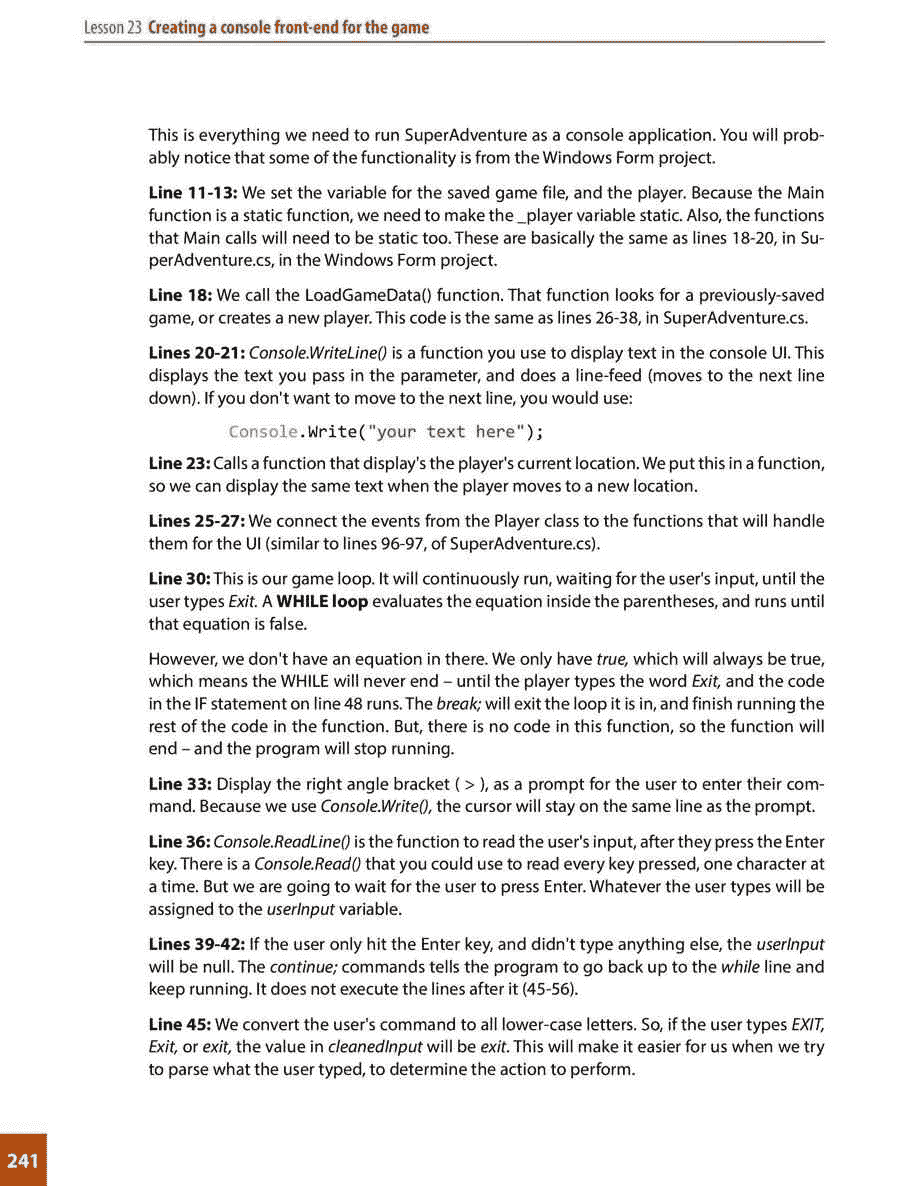 Lesson 23 Creating a console front-end for the game
This is everything we need to run SuperAdventure as a console application. You will prob-
ably notice that some of the functionality is from the Windows Form project.
Line 11-13: We set the variable for the saved game file, and the player. Because the Main
function is a static function, we need to make the _player variable static. Also, the functions
that Main calls will need to be static too. These are basically the same as lines 18-20, in Su-
perAdventure.cs, in the Windows Form project.
Line 18: We call the LoadGameData() function. That function looks for a previously-saved
game, or creates a new player. This code is the same as lines 26-38, in SuperAdventure.cs.
Lines 20-21: Console.WriteLine() is a function you use to display text in the console UI. This
displays the text you pass in the parameter, and does a line-feed (moves to the next line
down). If you don't want to move to the next line, you would use:
Console.Write("your text here");
Line 23: Calls a function that display's the player's current location. We put this in a function,
so we can display the same text when the player moves to a new location.
Lines 25-27: We connect the events from the Player class to the functions that will handle
them for the UI (similar to lines 96-97, of SuperAdventure.cs).
Line 30: This is our game loop. It will continuously run, waiting for the user's input, until the
user types Exit. A WHILE loop evaluates the equation inside the parentheses, and runs until
that equation is false.
However, we don't have an equation in there. We only have true, which will always be true,
which means the WHILE will never end – until the player types the word Exit, and the code
in the IF statement on line 48 runs. The break; will exit the loop it is in, and finish running the
rest of the code in the function. But, there is no code in this function, so the function will
end – and the program will stop running.
Line 33: Display the right angle bracket ( > ), as a prompt for the user to enter their com-
mand. Because we use Console.Write(), the cursor will stay on the same line as the prompt.
Line 36: Console.ReadLine() is the function to read the user's input, after they press the Enter
key. There is a Console.Read() that you could use to read every key pressed, one character at
a time. But we are going to wait for the user to press Enter. Whatever the user types will be
assigned to the userInput variable.
Lines 39-42: If the user only hit the Enter key, and didn't type anything else, the userInput
will be null. The continue; commands tells the program to go back up to the while line and
keep running. It does not execute the lines after it (45-56).
Line 45: We convert the user's command to all lower-case letters. So, if the user types EXIT,
Exit, or exit, the value in cleanedInput will be exit. This will make it easier for us when we try
to parse what the user typed, to determine the action to perform.
241